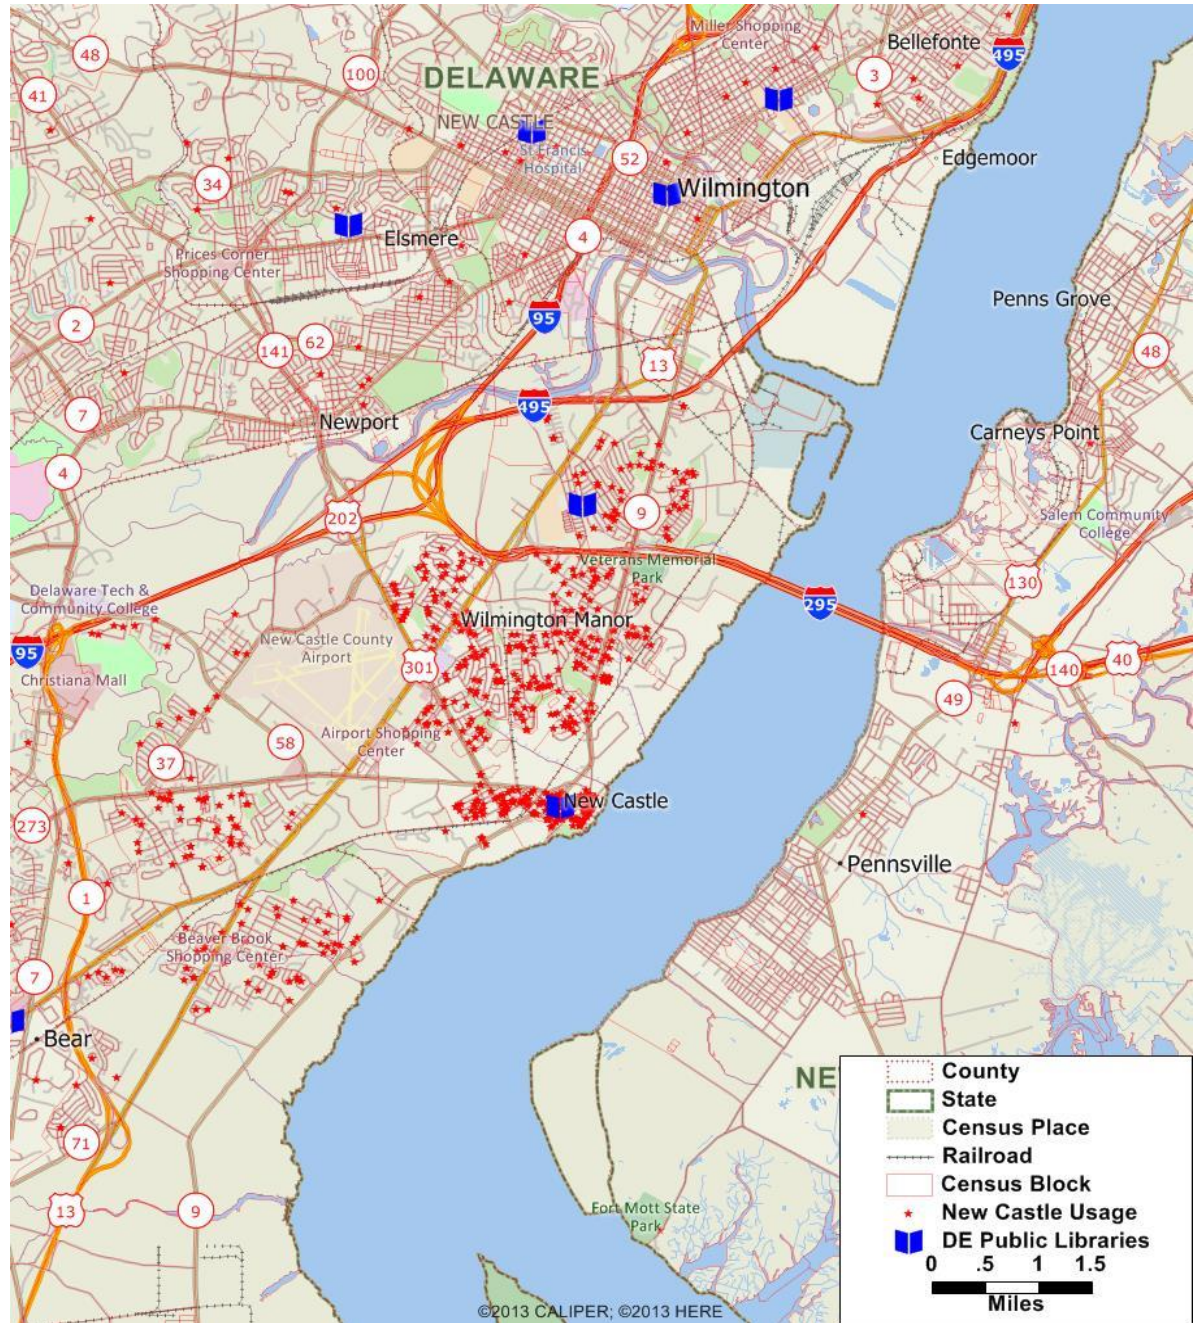 Miller Shopping
Center
Bellefonte
48
495
DELAWARE
100
3
41
NEW CASTLE
St Francis
Hospital
52
Edgemoor
34
Wilmington
Elsmere
4
Prices Corner
Shopping Center
Penns Grove
2
95
62
141
13
48
7
495
Newport
Carneys Point
4
202
9
Salem Community
College
Veterans Memorial
Park
130
Delaware Tech &
Community College
295
Wilmington Manor
New Castle County
Airport
95
301
140
40
Christiana Mall
49
Airport Shopping
Center
58
37
New Castle
273
Pennsville
1
Beaver Brook
Shopping Center
7
Bear
NE
71
13
9
Fort Mott State
Park
County
State
Census Place
Railroad
Census Block
New Castle Usage
DE Public Libraries
0 .5 1 1.5
Miles
©2013 CALIPER; ©2013 HERE